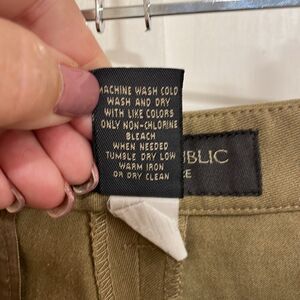 MACHINE WASH COLD
WASH AND DRY
WITH LIKE COLORS
ONLY NON-CHLORINE
BLEACH
WHEN NEEDED
TUMBLE DRY LOW
WARM IRON
OR DRY CLEAN
UBLIC